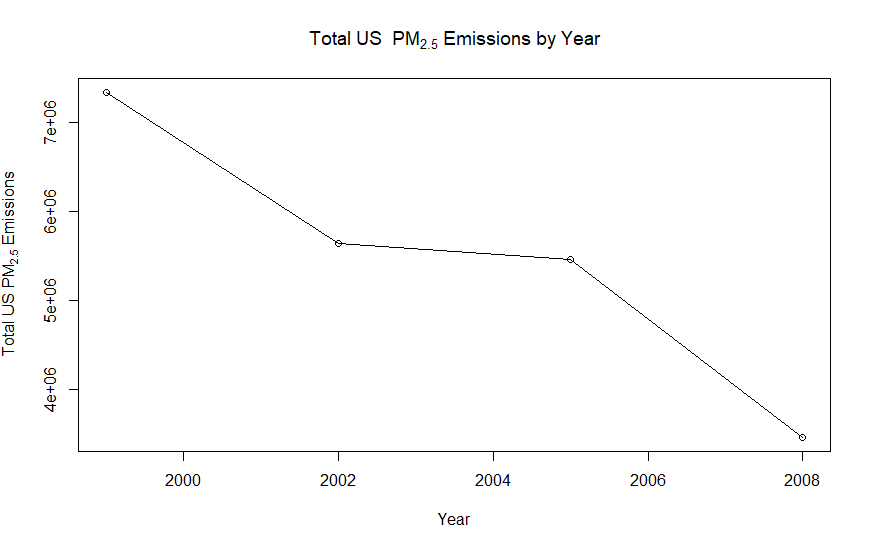 Total US  PM2.5 Emissions by Year
Total US PM2.5 Emissions
7e+06
6e+06
5e+06
4e+06
2000
2002
2004
2006
2008
Year